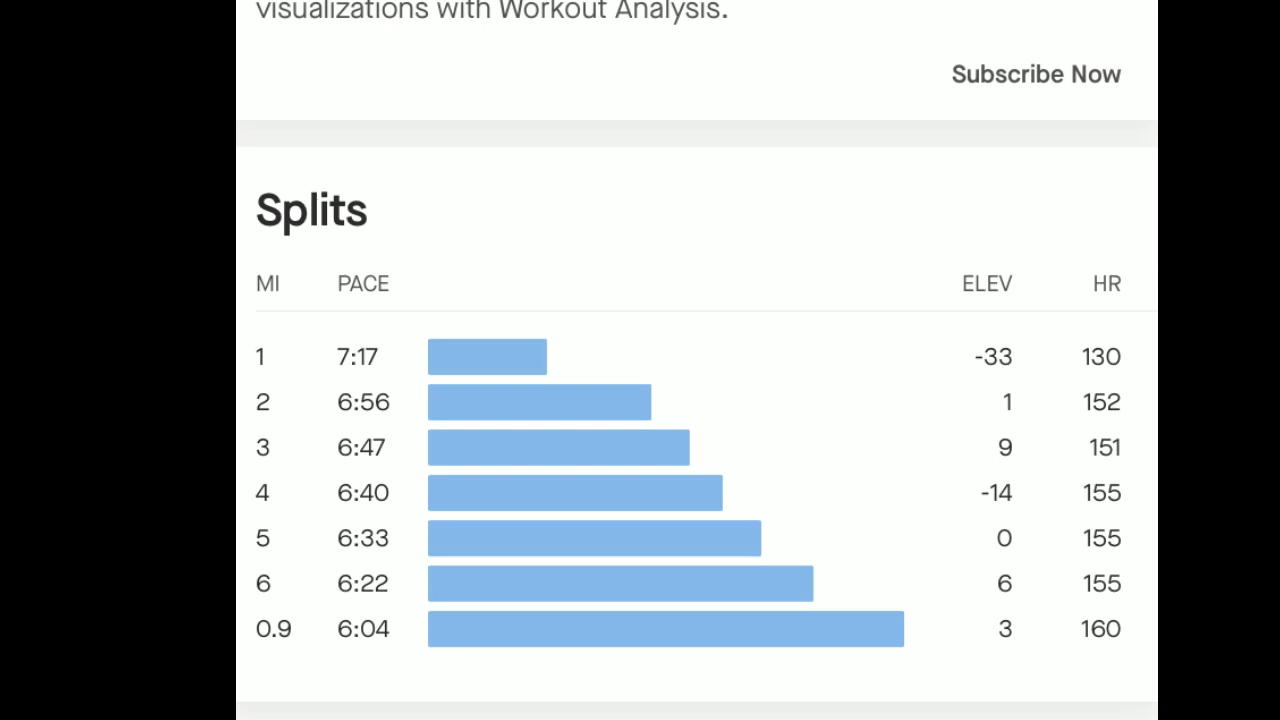 visualizations with Workout Analysis.
Subscribe Now
Splits
MI PACE ELEV HR
1 7:17 -33 130
2 6:56 1 152
3 6:47 9 151
4 6:40 -14 155
5 6:33 0 155
6 6:22 6 155
0.9 6:04 3 160